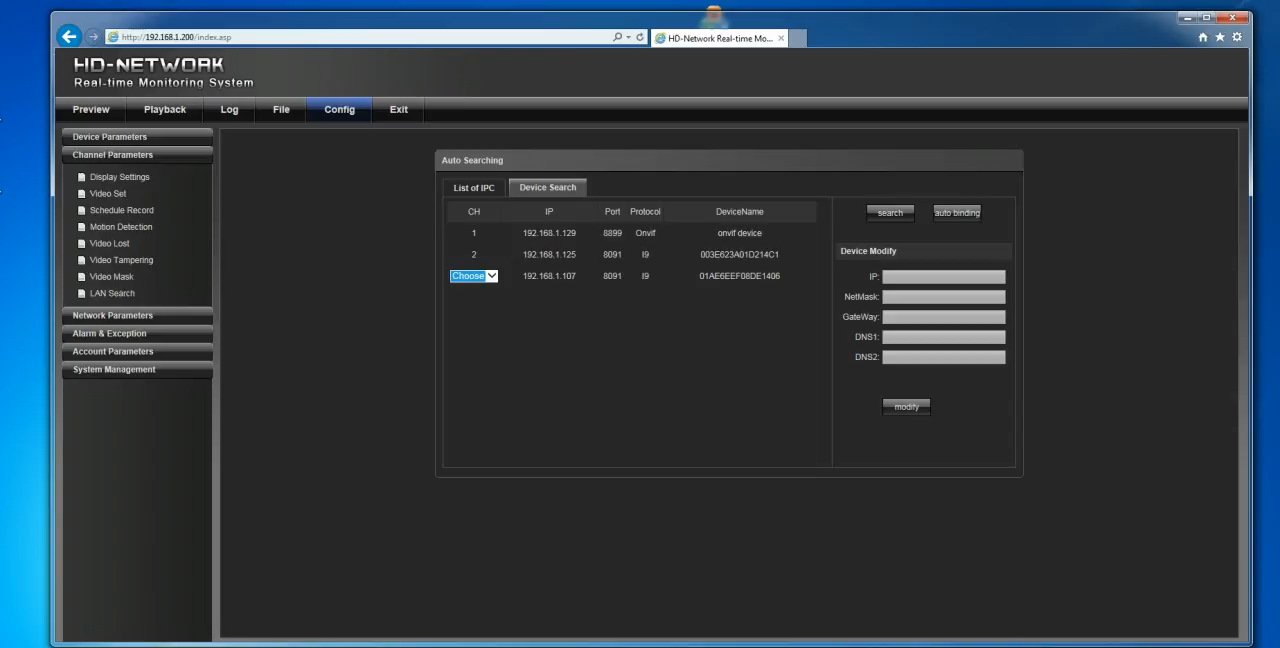 http://192.168.1.200/index.asp
HD-Network Real-time Mo...
HD-NETWORK
Real-time Monitoring System
Preview Playback Log File Config Exit
Device Parameters
Channel Parameters
Display Settings
Video Set
Schedule Record
Motion Detection
Video Lost
Video Tampering
Video Mask
LAN Search
Network Parameters
Alarm & Exception
Account Parameters
System Management
Auto Searching
List of IPC Device Search
CH IP Port Protocol DeviceName
1 192.168.1.129 8899 Onvif onvif device
2 192.168.1.125 8091 I9 003E623A01D214C1
Choose 192.168.1.107 8091 I9 01AE6EEF08DE1406
search auto binding
Device Modify
IP:
NetMask:
GateWay:
DNS1:
DNS2:
modify